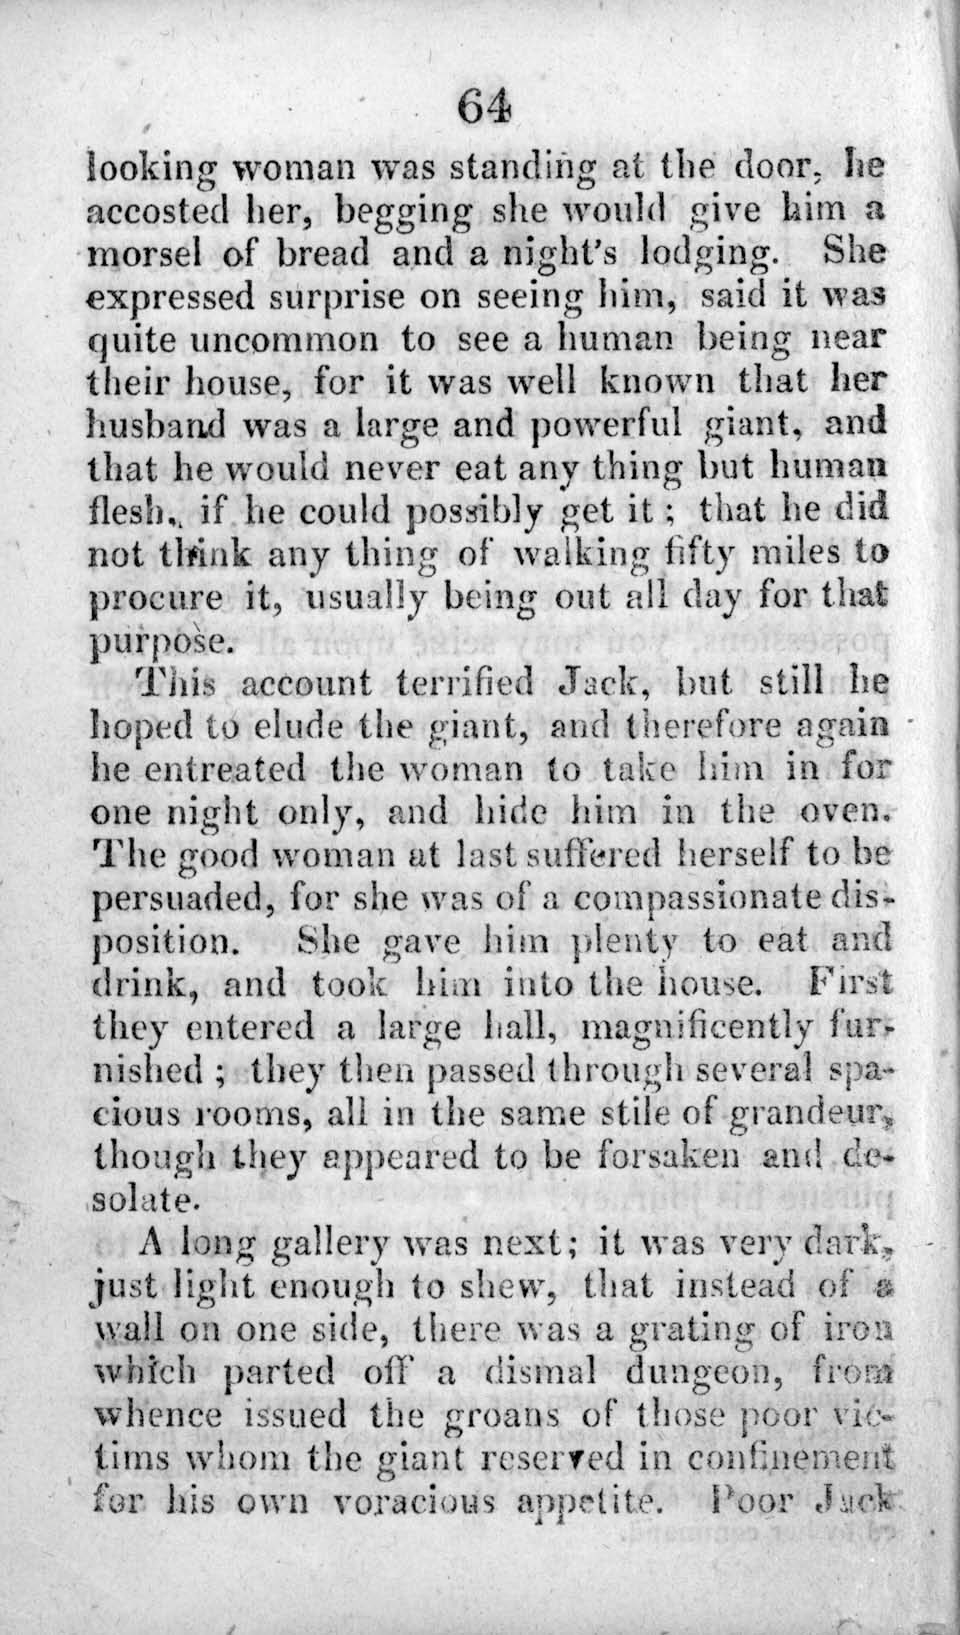 64
looking woman was standing at the door, he
accosted her, begging she would give him a
morsel of bread and a night's lodging. She
expressed surprise on seeing him, said it was
quite uncommon to see a human being near
their house, for it was well known that her
husband was a large and powerful giant, and
that he would never eat any thing but human
flesh, if he could possibly get it; that he did
not think any thing of walking fifty miles to
procure it, usually being out all day for that
purpose.
This account terrified Jack, but still he
hoped to elude the giant, and therefore again
he entreated the woman to take him in for
one night only, and hide him in the oven.
The good woman at last suffered herself to be
persuaded, for she was of a compassionate dis-
position. She gave him plenty to eat and
drink, and took him into the house. First
they entered a large hall, magnificently fur-
nished; they then passed through several spa-
cious rooms, all in the same stile of grandeur,
though they appeared to be forsaken and de-
solate.
A long gallery was next; it was very dark,
just light enough to shew, that instead of a
wall on one side, there was a grating of iron
which parted off a dismal dungeon, from
whence issued the groans of those poor vic-
tims whom the giant reserved in confinement
for his own voracious appetite. Poor Jack